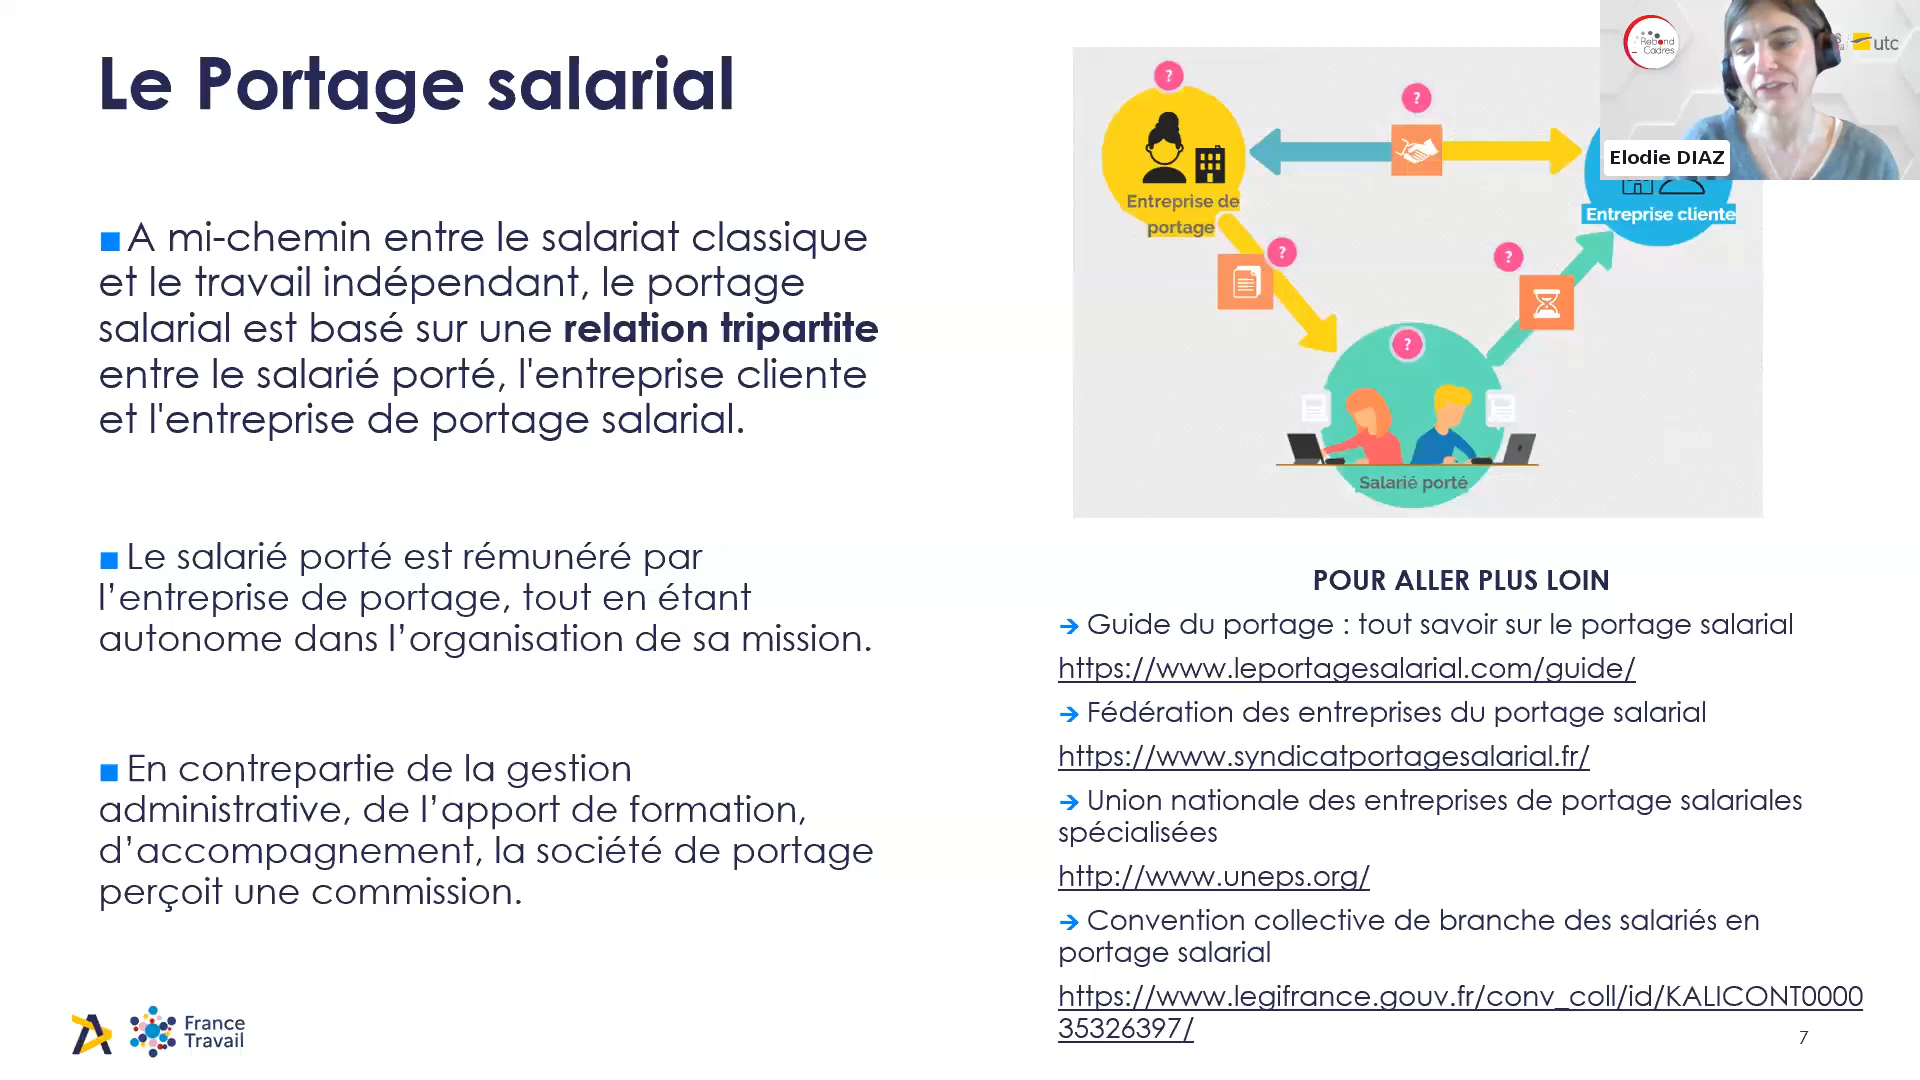 Le Portage salarial
A mi-chemin entre le salariat classique
et le travail indépendant, le portage
salarial est basé sur une relation tripartite
entre le salarié porté, l'entreprise cliente
et l'entreprise de portage salarial.
Le salarié porté est rémunéré par
l’entreprise de portage, tout en étant
autonome dans l’organisation de sa mission.
En contrepartie de la gestion
administrative, de l’apport de formation,
d’accompagnement, la société de portage
perçoit une commission.
France
Travail
?
?
Entreprise de
portage
?
?
Entreprise cliente
?
Salarié porté
Rebond
Cadres
utc
Elodie DIAZ
POUR ALLER PLUS LOIN
→ Guide du portage : tout savoir sur le portage salarial
https://www.leportagesalarial.com/guide/
→ Fédération des entreprises du portage salarial
https://www.syndicatportagesalarial.fr/
→ Union nationale des entreprises de portage salariales
spécialisées
http://www.uneps.org/
→ Convention collective de branche des salariés en
portage salarial
https://www.legifrance.gouv.fr/conv_coll/id/KALICONT0000
35326397/
7